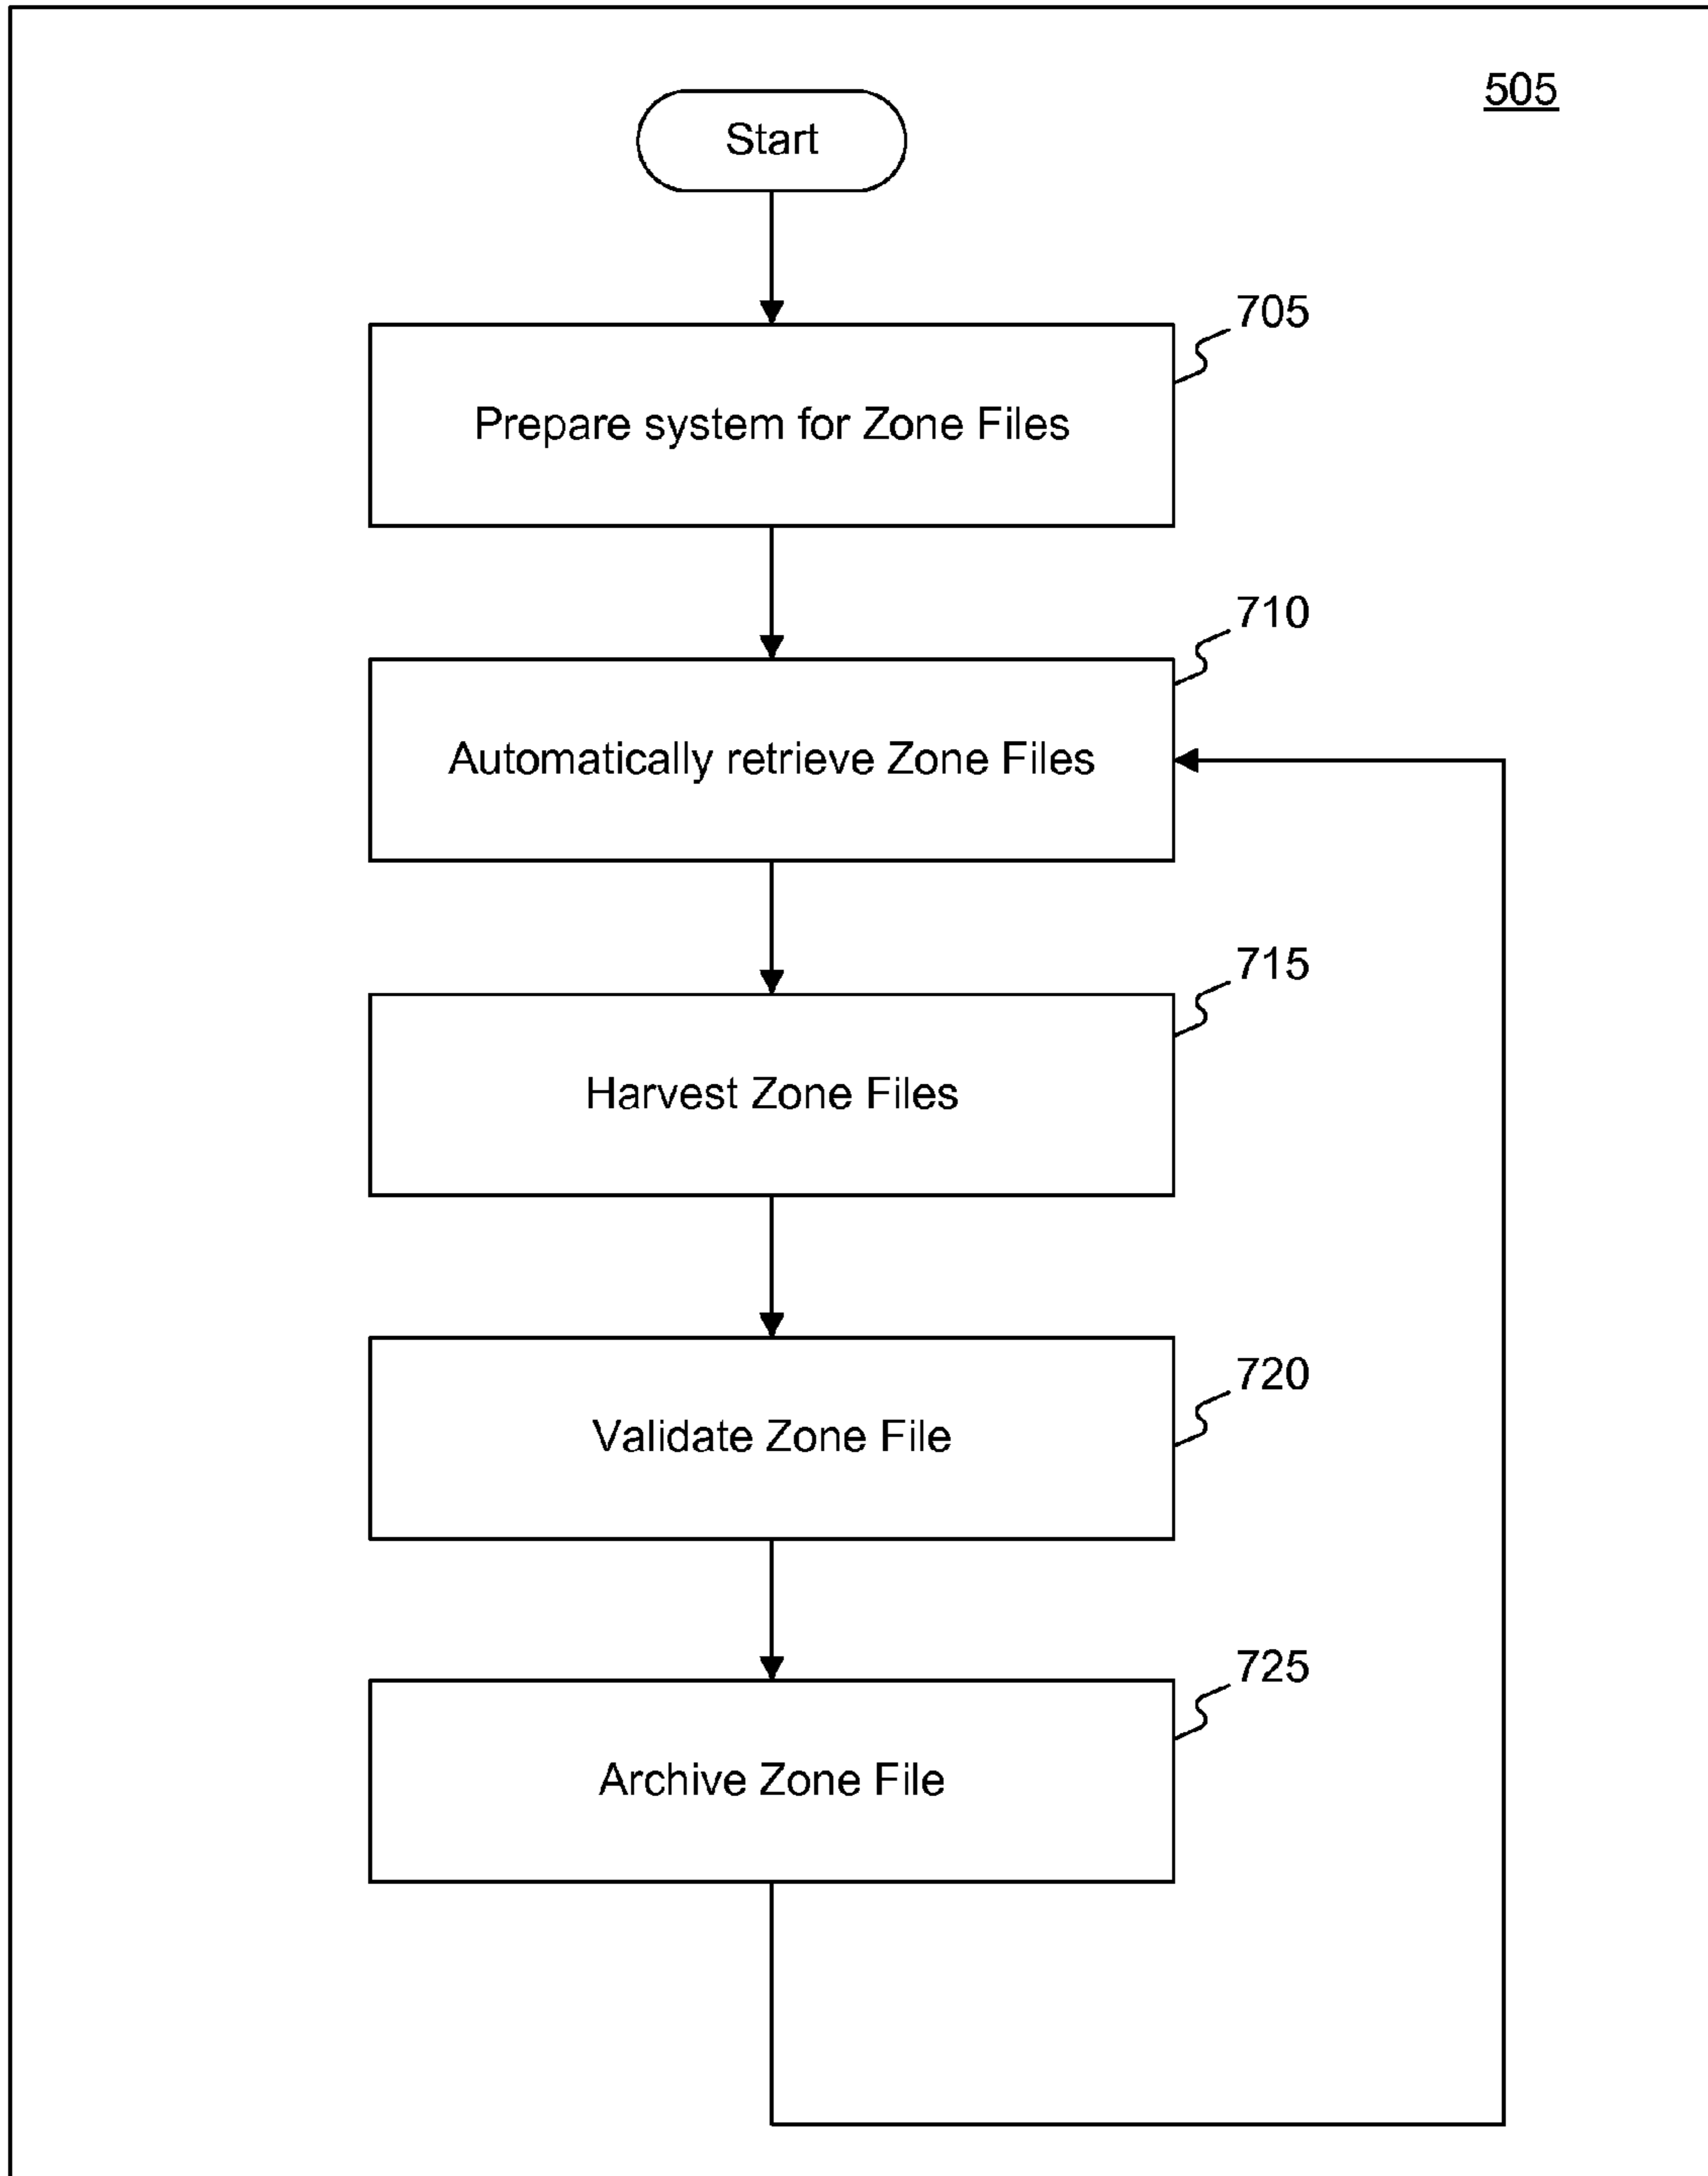 505
Start
705
Prepare system for Zone Files
710
Automatically retrieve Zone Files
715
Harvest Zone Files
720
Validate Zone File
725
Archive Zone File